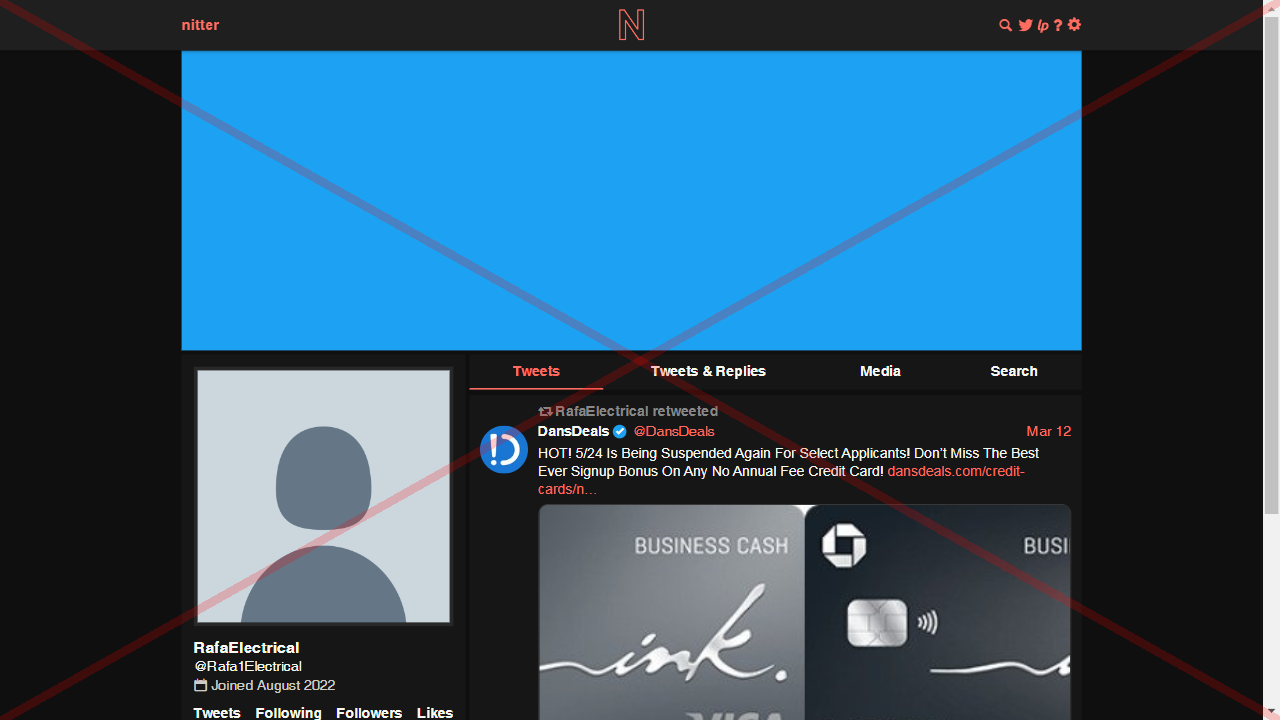 nitter
N
lp ?
Tweets
Tweets & Replies
Media
Search
RafaElectrical retweeted
DansDeals
@DansDeals
Mar 12
HOT! 5/24 Is Being Suspended Again For Select Applicants! Don't Miss The Best
Ever Signup Bonus On Any No Annual Fee Credit Card! dansdeals.com/credit-
cards/n…
BUSINESS CASH
ink.
VISA
BUSI
RafaElectrical
@Rafa1Electrical
Joined August 2022
Tweets
Following
Followers
Likes